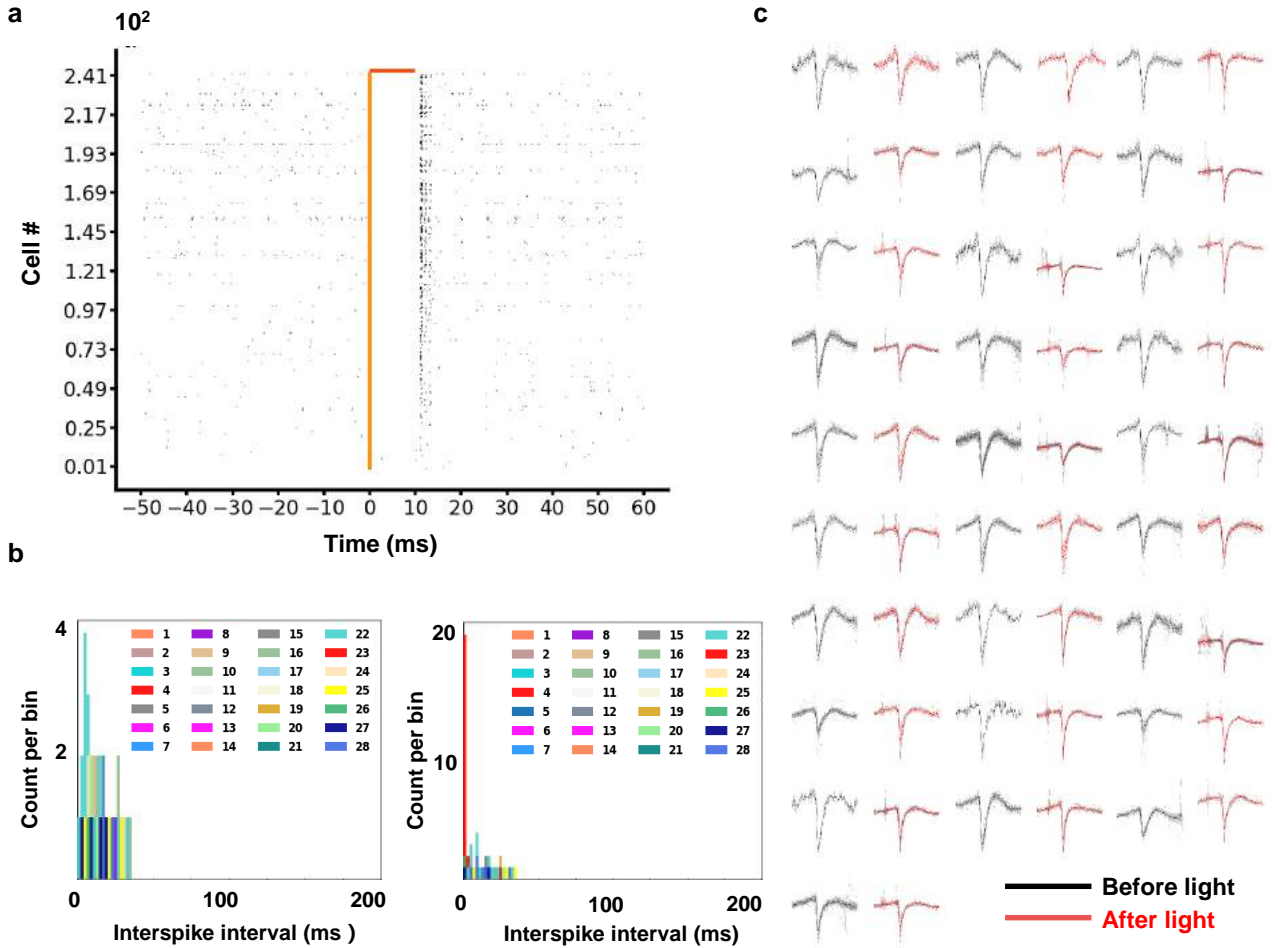 a
10²
2.41
2.17
1.93
1.69
1.45
1.21
0.97
0.73
0.49
0.25
0.01
Cell #
−50 −40 −30 −20 −10 0 10 20 30 40 50 60
Time (ms)
b
4
2
Count per bin
1 8 15 22
2 9 16 23
3 10 17 24
4 11 18 25
5 12 19 26
6 13 20 27
7 14 21 28
0 100 200
Interspike interval (ms )
20
10
Count per bin
1 8 15 22
2 9 16 23
3 10 17 24
4 11 18 25
5 12 19 26
6 13 20 27
7 14 21 28
0 100 200
Interspike interval (ms)
c
Before light
After light